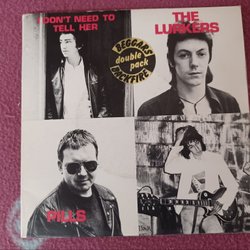 DON'T NEED TO
TELL HER
THE
LURKERS
BEGGARS
double
pack
BACKFIRE
PILLS